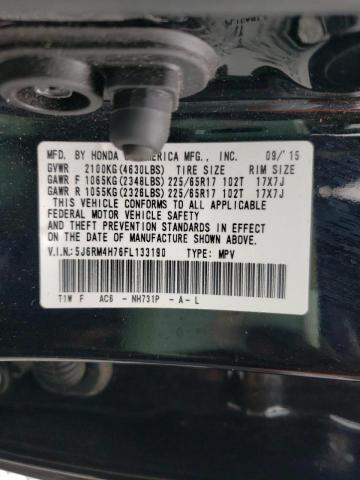 MFD. BY HONDA AMERICA MFG., INC. 09/'15
GVWR 2100KG(4630LBS) TIRE SIZE RIM SIZE
GAWR F 1065KG(2348LBS) 225/65R17 102T 17X7J
GAWR R 1055KG(2326LBS) 225/65R17 102T 17X7J
THIS VEHICLE CONFORMS TO ALL APPLICABLE
FEDERAL MOTOR VEHICLE SAFETY AND BUMPER
AND THEFT PREVENTION STANDARDS IN EFFECT
ON THE DATE OF MANUFACTURE SHOWN ABOVE.
V.I.N.: 5J6RM4H76FL133190 TYPE: MPV
T1W F AC6 - NH731P - A - L